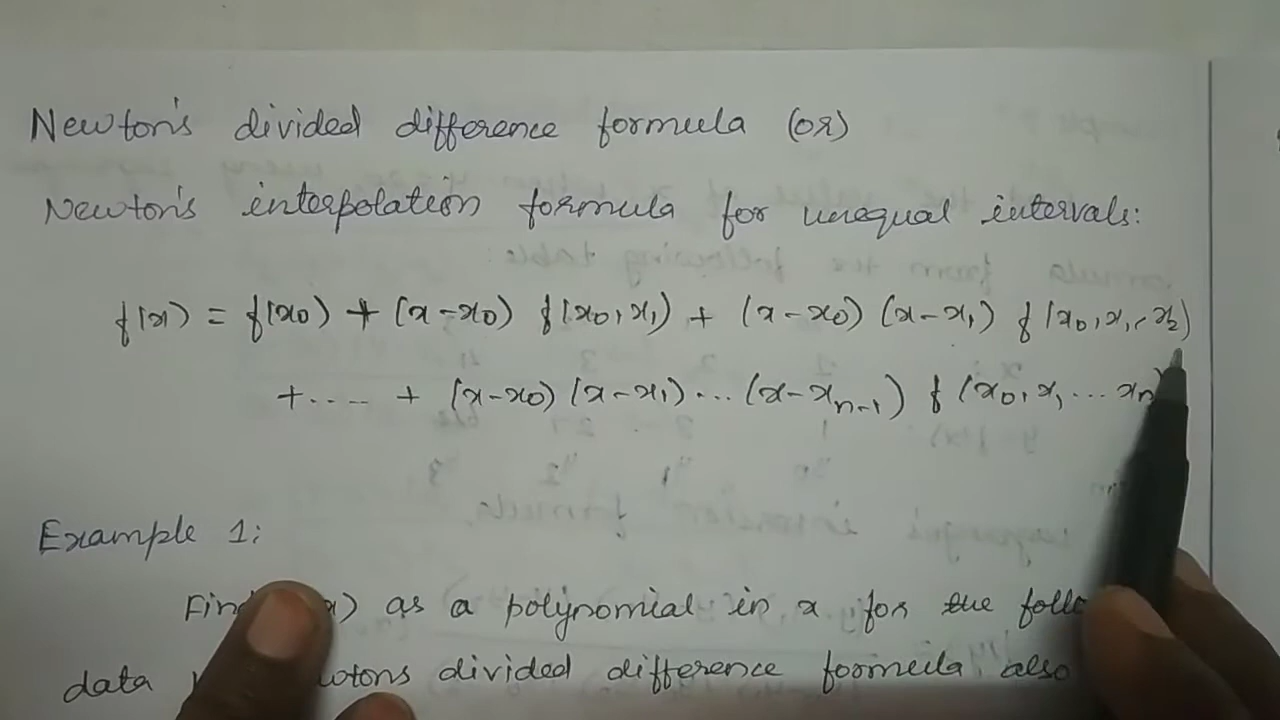 Newton's divided difference formula (or)
Newton's interpolation formula for unequal intervals:
f(x) = f(x0) + (x-x0) f(x0,x1) + (x-x0) (x-x1) f(x0,x1,x2)
+.... + (x-x0) (x-x1)...(x-xn-1) f(x0,x1...xn)
Example 1:
as a polynomial in x for the
data divided difference formula also